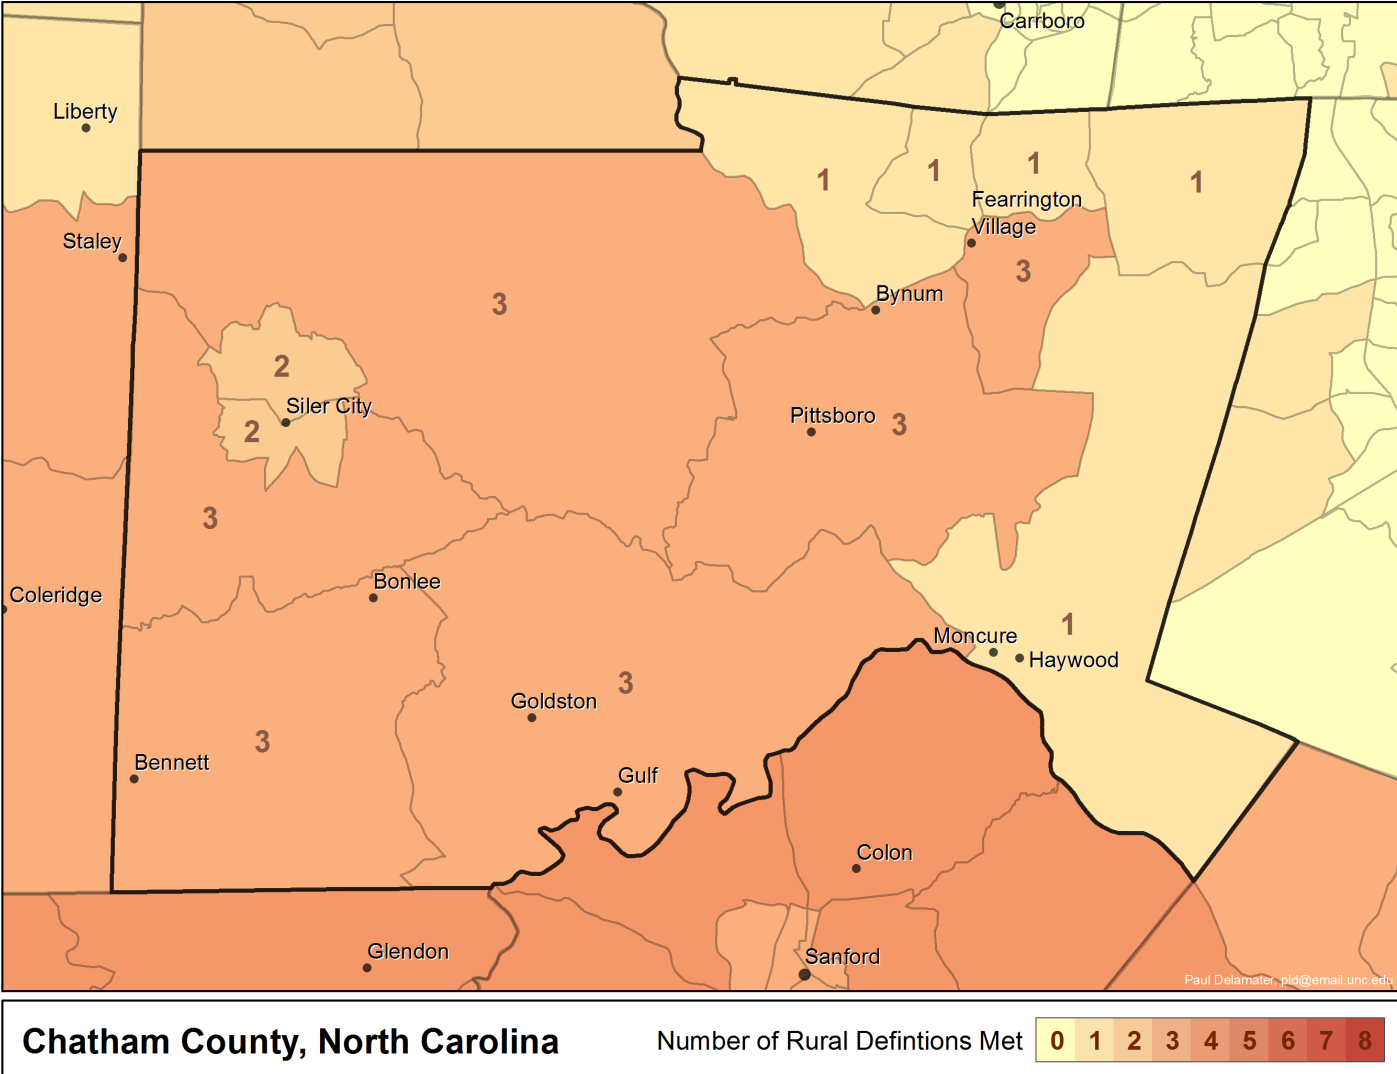 Carrboro
Liberty
1
1
1
1
Fearrington
Village
Staley
3
3
Bynum
2
Siler City
2
Pittsboro
3
3
Coleridge
Bonlee
1
Moncure
Haywood
3
Goldston
3
Bennett
Gulf
Colon
Glendon
Sanford
Paul Delamater, pld@email.unc.edu
Chatham County, North Carolina
Number of Rural Defintions Met
0 1 2 3 4 5 6 7 8